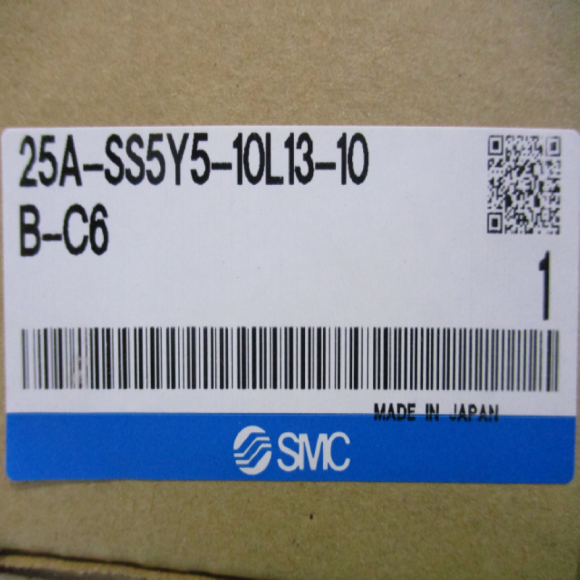 25A-SS5Y5-10L13-10
B-C6
1
MADE IN JAPAN
SMC